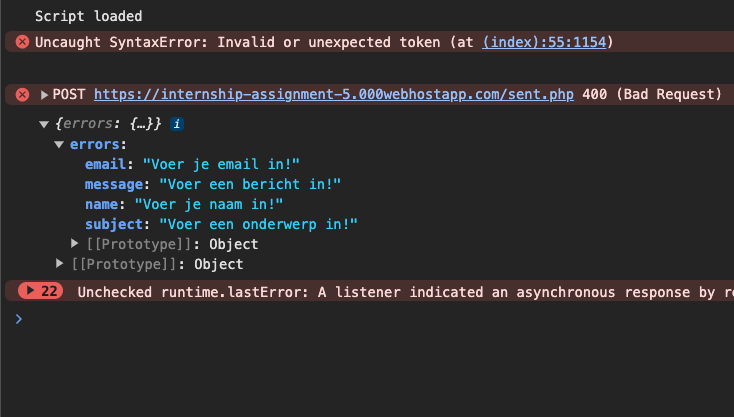 Script loaded
Uncaught SyntaxError: Invalid or unexpected token (at (index):55:1154)
POST https://internship-assignment-5.000webhostapp.com/sent.php 400 (Bad Request)
{errors: {…}} i
errors:
email: "Voer je email in!"
message: "Voer een bericht in!"
name: "Voer je naam in!"
subject: "Voer een onderwerp in!"
[[Prototype]]: Object
[[Prototype]]: Object
22 Unchecked runtime.lastError: A listener indicated an asynchronous response by